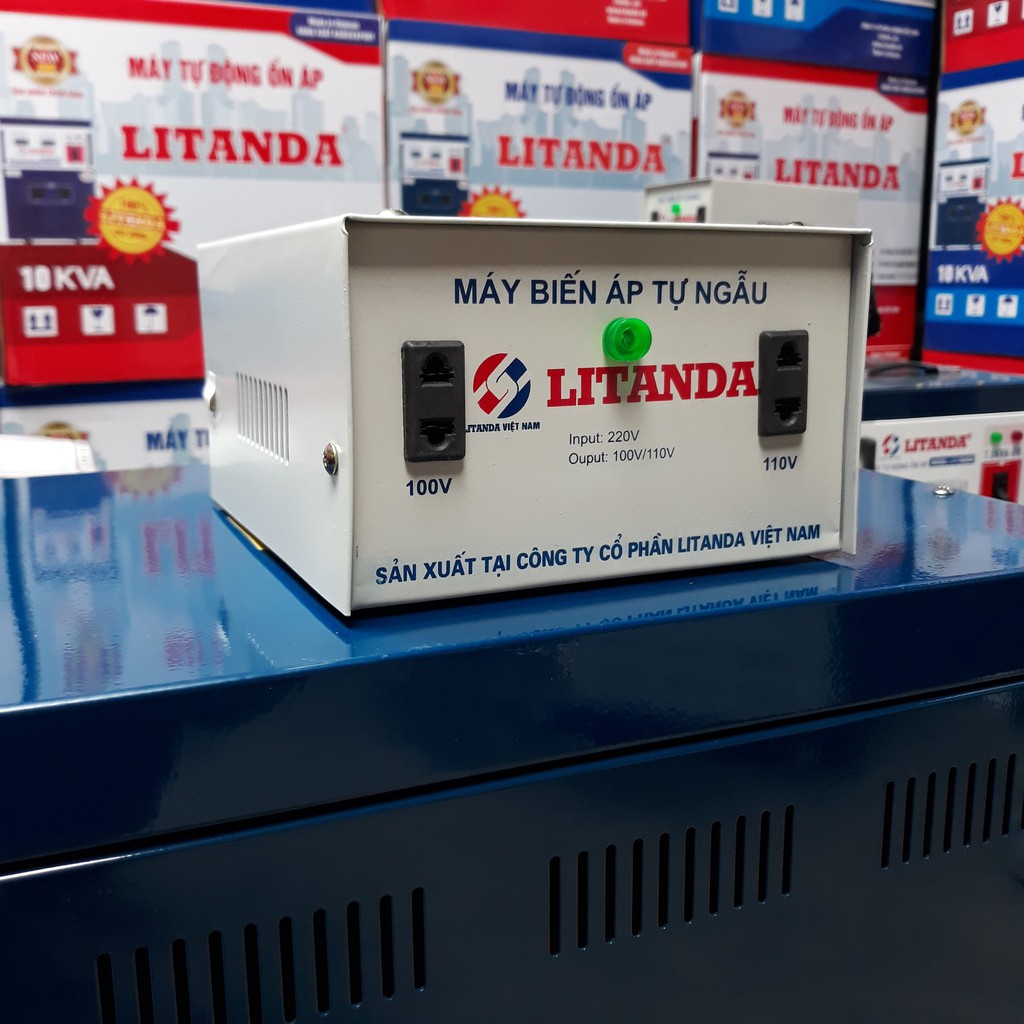 MÁY TỰ ĐỘNG ỔN ÁP
LITANDA
10 KVA
MÁY TỰ ĐỘNG ỔN ÁP
LITANDA
MÁY TỰ ĐỘNG ỔN ÁP
LITANDA
10 KVA
MÁY BIẾN ÁP TỰ NGẪU
LITANDA
LITANDA VIỆT NAM
Input: 220V
Ouput: 100V/110V
100V
110V
SẢN XUẤT TẠI CÔNG TY CỔ PHẦN LITANDA VIỆT NAM
LITANDA
MÁY TỰ